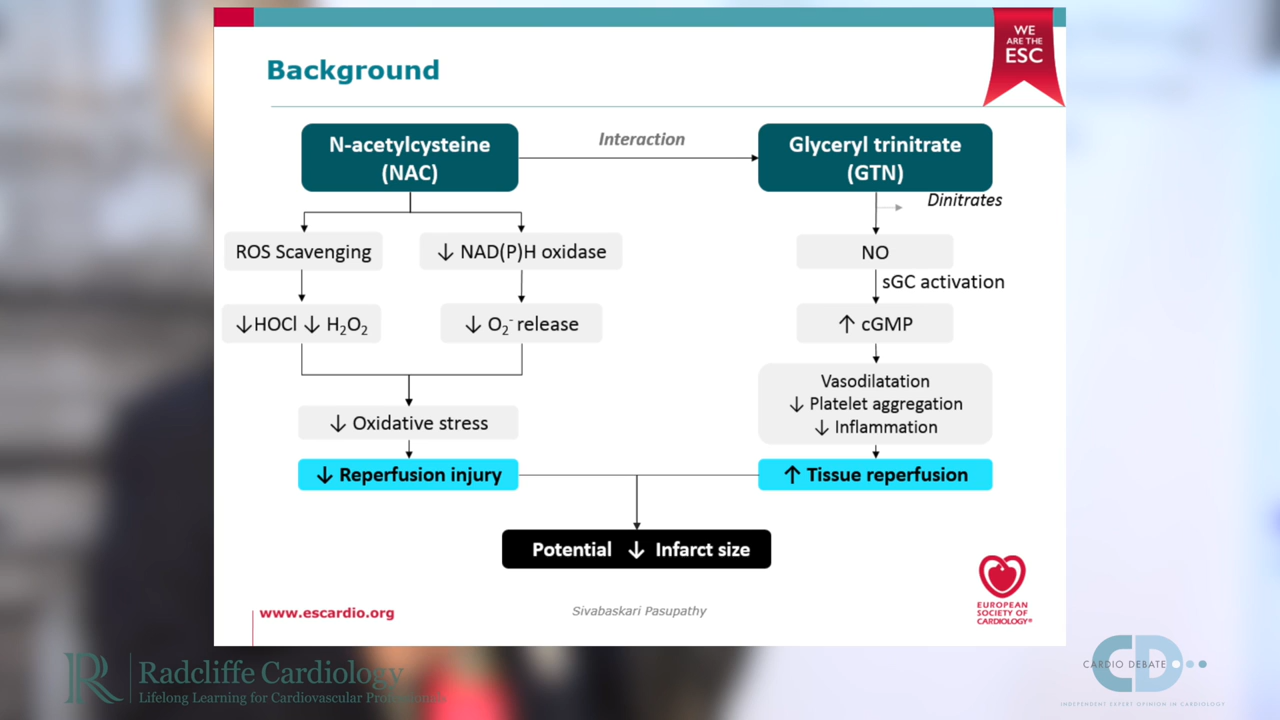 WE
ARE THE
ESC
Background
N-acetylcysteine
(NAC)
Interaction
Glyceryl trinitrate
(GTN)
Dinitrates
ROS Scavenging
↓ NAD(P)H oxidase
NO
sGC activation
↓HOCl ↓ H₂O₂
↓ O₂⁻ release
↑ cGMP
Vasodilatation
↓ Platelet aggregation
↓ Inflammation
↓ Oxidative stress
↓ Reperfusion injury
↑ Tissue reperfusion
Potential ↓ Infarct size
www.escardio.org
Sivabaskari Pasupathy
EUROPEAN
SOCIETY OF
CARDIOLOGY®
R
Radcliffe Cardiology
Lifelong Learning for Cardiovascular Professionals
CD
CARDIO DEBATE
INDEPENDENT EXPERT OPINION IN CARDIOLOGY